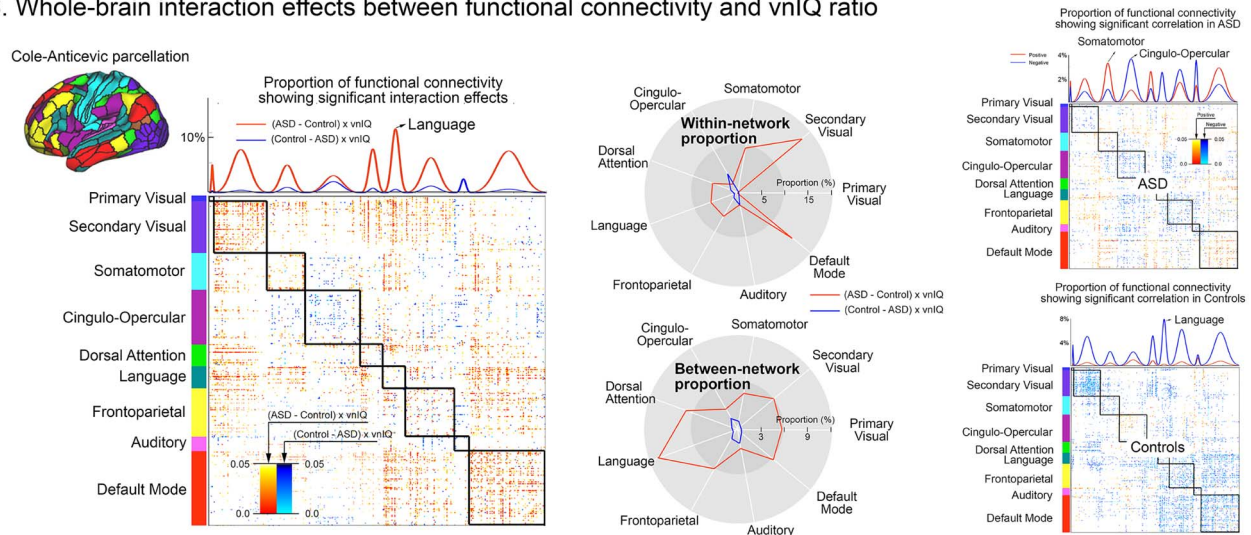 . Whole-brain interaction effects between functional connectivity and vnIQ ratio
Cole-Anticevic parcellation
Proportion of functional connectivity
showing significant interaction effects
(ASD - Control) x vnIQ
(Control - ASD) x vnIQ
Language
10%
Primary Visual
Secondary Visual
Somatomotor
Cingulo-Opercular
Dorsal Attention
Language
Frontoparietal
Auditory
Default Mode
(ASD - Control) x vnIQ
(Control - ASD) x vnIQ
0.05
0.05
0.0
0.0
Within-network
proportion
Somatomotor
Cingulo-
Opercular
Secondary
Visual
Dorsal
Attention
Proportion (%)
5
15
Primary
Visual
Language
Default
Mode
Frontoparietal
Auditory
(ASD - Control) x vnIQ
(Control - ASD) x vnIQ
Between-network
proportion
Somatomotor
Cingulo-
Opercular
Secondary
Visual
Dorsal
Attention
Proportion (%)
3
9
Primary
Visual
Language
Default
Mode
Frontoparietal
Auditory
Proportion of functional connectivity
showing significant correlation in ASD
Positive
Negative
Somatomotor
Cingulo-Opercular
4%
2%
Primary Visual
Secondary Visual
Somatomotor
Cingulo-Opercular
Dorsal Attention
Language
Frontoparietal
Auditory
Default Mode
Positive
Negative
0.05
0.05
0.0
0.0
ASD
Proportion of functional connectivity
showing significant correlation in Controls
8%
4%
Language
Primary Visual
Secondary Visual
Somatomotor
Cingulo-Opercular
Dorsal Attention
Language
Frontoparietal
Auditory
Default Mode
Controls